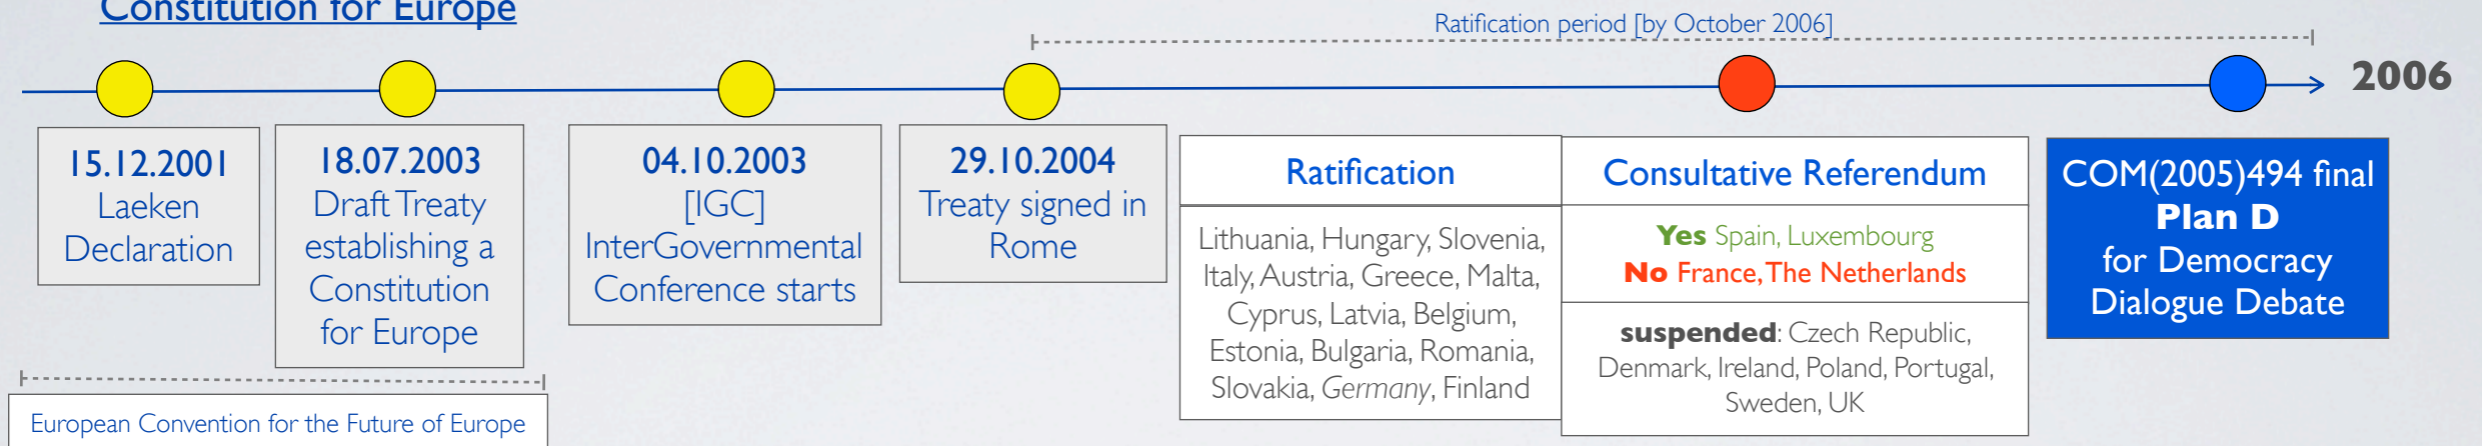 Constitution for Europe
Ratification period [by October 2006]
2006
15.12.2001
Laeken
Declaration
18.07.2003
Draft Treaty
establishing a
Constitution
for Europe
04.10.2003
[IGC]
InterGovernmental
Conference starts
29.10.2004
Treaty signed in
Rome
Ratification
Lithuania, Hungary, Slovenia,
Italy, Austria, Greece, Malta,
Cyprus, Latvia, Belgium,
Estonia, Bulgaria, Romania,
Slovakia, Germany, Finland
Consultative Referendum
Yes Spain, Luxembourg
No France, The Netherlands
suspended: Czech Republic,
Denmark, Ireland, Poland, Portugal,
Sweden, UK
COM(2005)494 final
Plan D
for Democracy
Dialogue Debate
European Convention for the Future of Europe